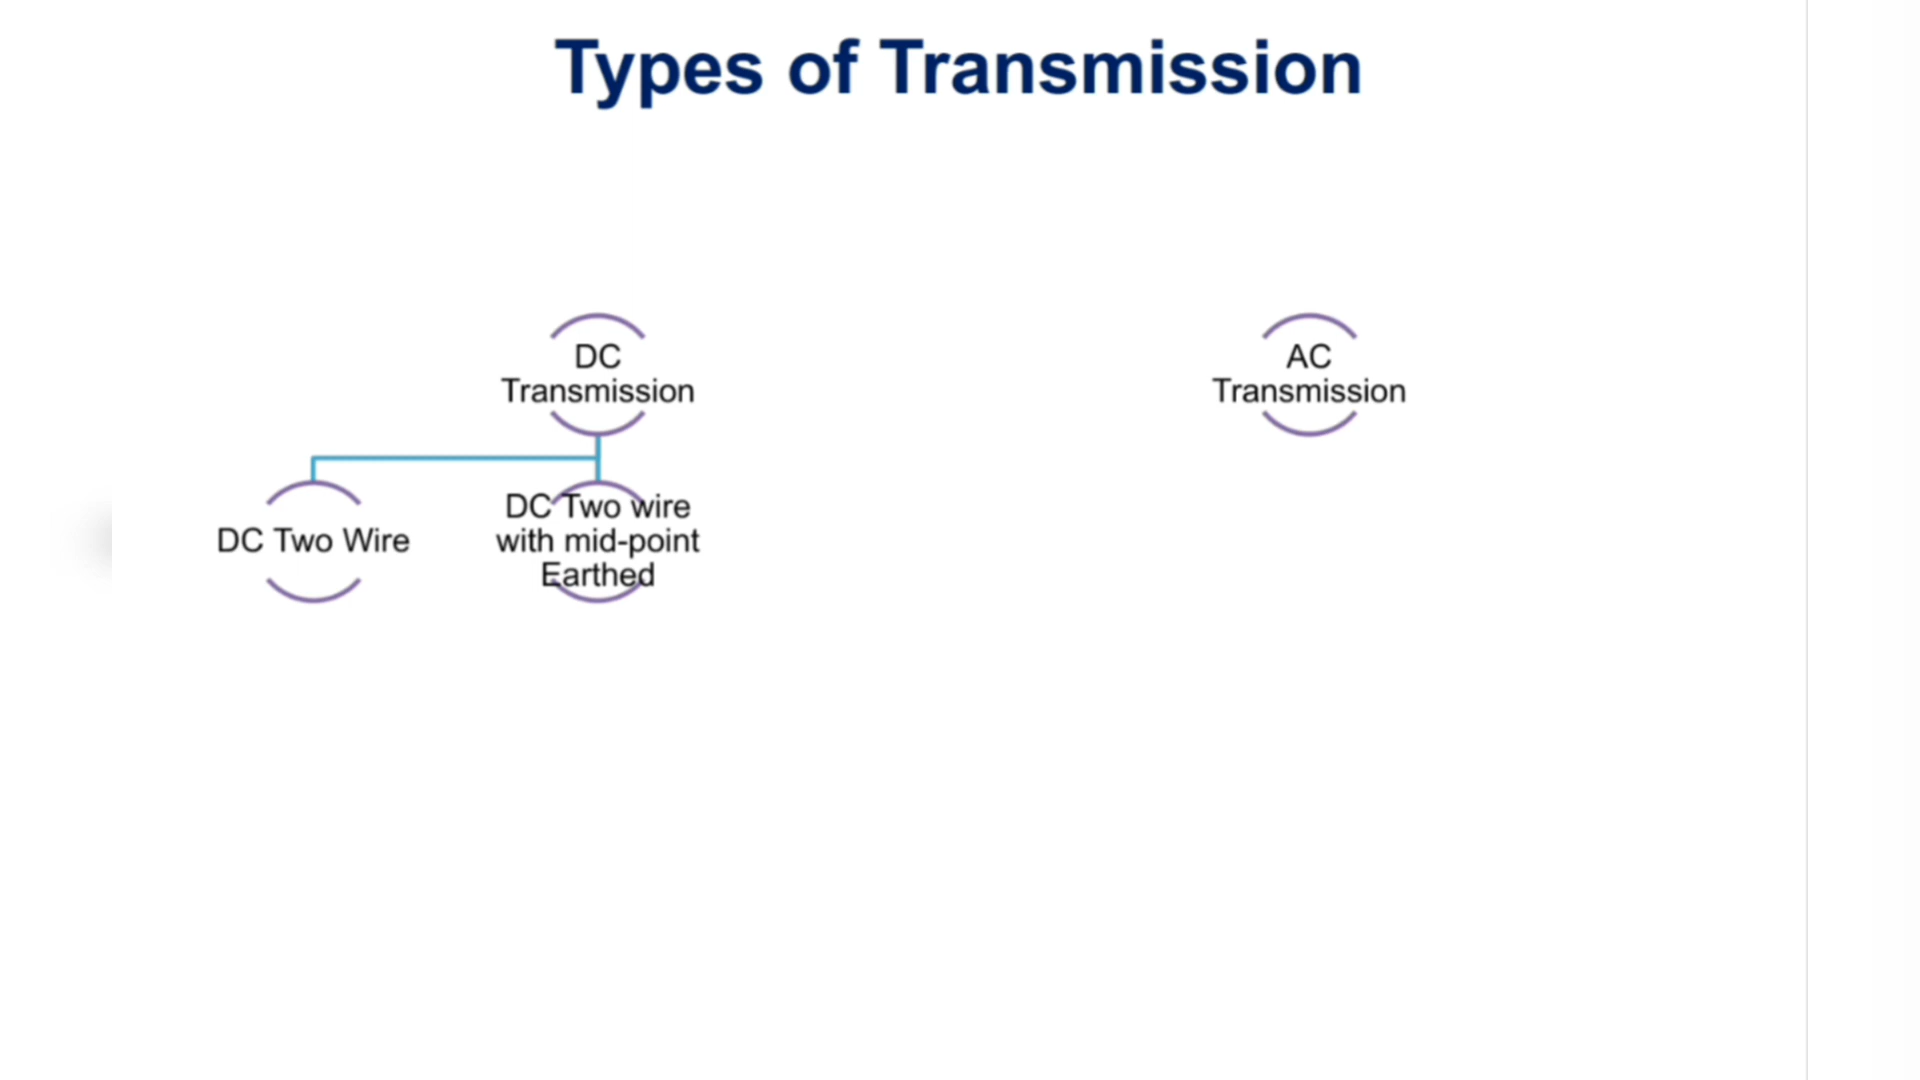 Types of Transmission
DC
Transmission
AC
Transmission
DC Two Wire
DC Two wire
with mid-point
Earthed